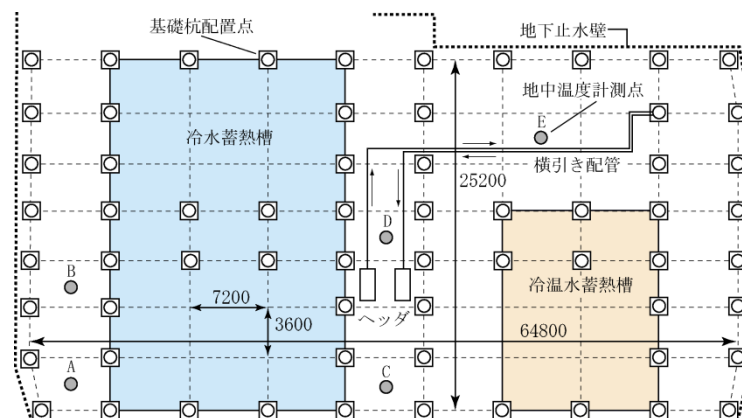 基礎杭配置点
地下止水壁
地中温度計測点
冷水蓄熱槽
E
横引き配管
25200
D
B
7200
冷温水蓄熱槽
ヘッダ
3600
64800
A
C